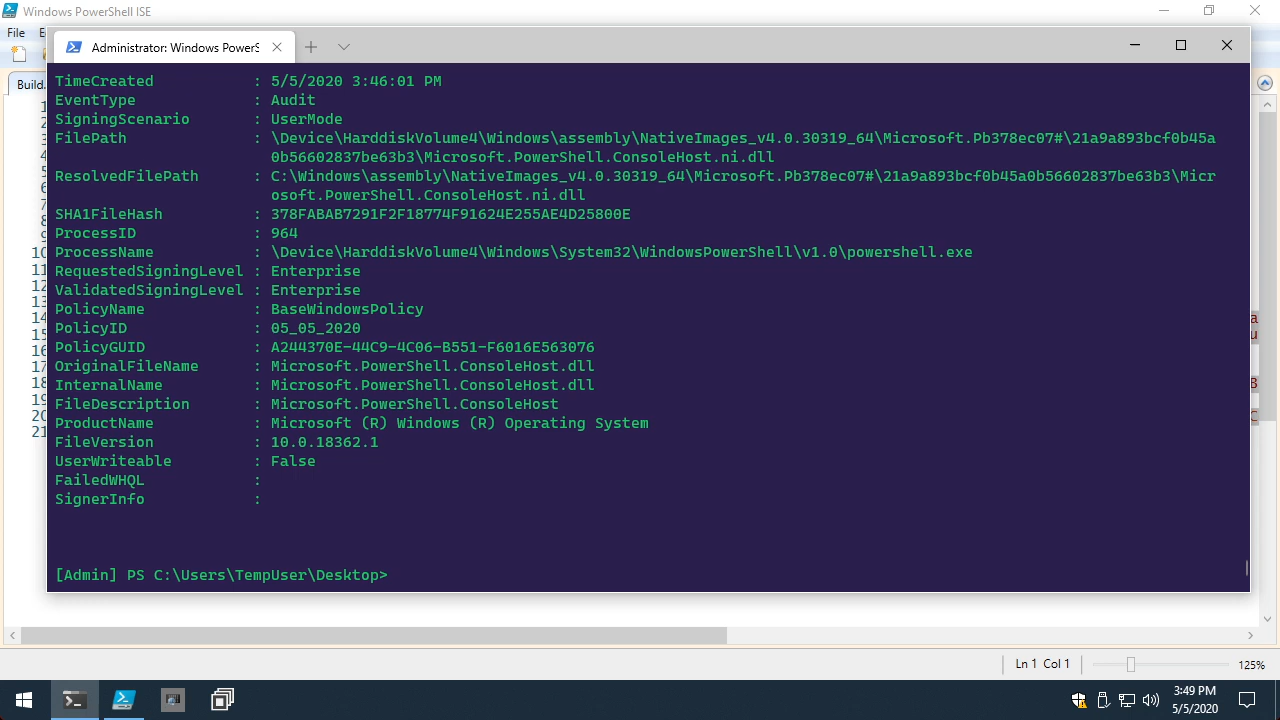 Windows PowerShell ISE
File
Administrator: Windows PowerS
Build.
TimeCreated : 5/5/2020 3:46:01 PM
EventType : Audit
SigningScenario : UserMode
FilePath : \Device\HarddiskVolume4\Windows\assembly\NativeImages_v4.0.30319_64\Microsoft.Pb378ec07#\21a9a893bcf0b45a
0b56602837be63b3\Microsoft.PowerShell.ConsoleHost.ni.dll
ResolvedFilePath : C:\Windows\assembly\NativeImages_v4.0.30319_64\Microsoft.Pb378ec07#\21a9a893bcf0b45a0b56602837be63b3\Micr
osoft.PowerShell.ConsoleHost.ni.dll
SHA1FileHash : 378FABAB7291F2F18774F91624E255AE4D25800E
ProcessID : 964
ProcessName : \Device\HarddiskVolume4\Windows\System32\WindowsPowerShell\v1.0\powershell.exe
RequestedSigningLevel : Enterprise
ValidatedSigningLevel : Enterprise
PolicyName : BaseWindowsPolicy
PolicyID : 05_05_2020
PolicyGUID : A244370E-44C9-4C06-B551-F6016E563076
OriginalFileName : Microsoft.PowerShell.ConsoleHost.dll
InternalName : Microsoft.PowerShell.ConsoleHost.dll
FileDescription : Microsoft.PowerShell.ConsoleHost
ProductName : Microsoft (R) Windows (R) Operating System
FileVersion : 10.0.18362.1
UserWriteable : False
FailedWHQL :
SignerInfo :
[Admin] PS C:\Users\TempUser\Desktop>
Ln 1 Col 1 125%
3:49 PM
5/5/2020